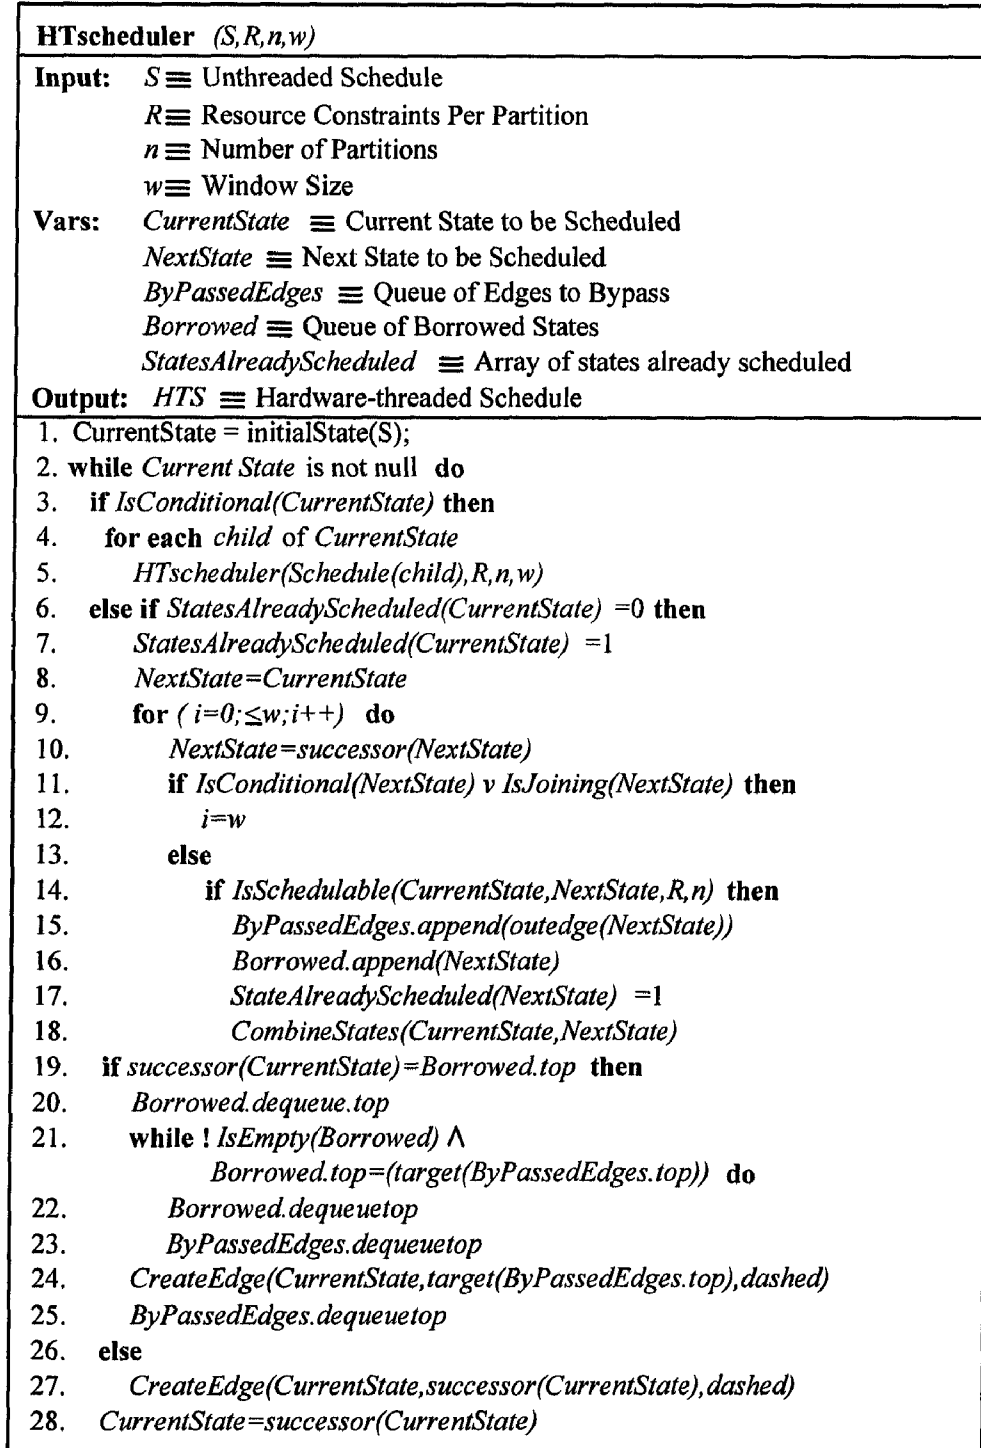 HTscheduler (S,R,n,w)
Input: S≡ Unthreaded Schedule
R≡ Resource Constraints Per Partition
n≡ Number of Partitions
w≡ Window Size
Vars: CurrentState ≡ Current State to be Scheduled
NextState ≡ Next State to be Scheduled
ByPassedEdges ≡ Queue of Edges to Bypass
Borrowed ≡ Queue of Borrowed States
StatesAlreadyScheduled ≡ Array of states already scheduled
Output: HTS ≡ Hardware-threaded Schedule
1. CurrentState = initialState(S);
2. while Current State is not null do
3. if IsConditional(CurrentState) then
4. for each child of CurrentState
5. HTscheduler(Schedule(child),R,n,w)
6. else if StatesAlreadyScheduled(CurrentState) =0 then
7. StatesAlreadyScheduled(CurrentState) =1
8. NextState=CurrentState
9. for ( i=0;≤w;i++) do
10. NextState=successor(NextState)
11. if IsConditional(NextState) v IsJoining(NextState) then
12. i=w
13. else
14. if IsSchedulable(CurrentState,NextState,R,n) then
15. ByPassedEdges.append(outedge(NextState))
16. Borrowed.append(NextState)
17. StateAlreadyScheduled(NextState) =1
18. CombineStates(CurrentState,NextState)
19. if successor(CurrentState)=Borrowed.top then
20. Borrowed.dequeue.top
21. while ! IsEmpty(Borrowed) Λ
Borrowed.top=(target(ByPassedEdges.top)) do
22. Borrowed.dequeuetop
23. ByPassedEdges.dequeuetop
24. CreateEdge(CurrentState,target(ByPassedEdges.top),dashed)
25. ByPassedEdges.dequeuetop
26. else
27. CreateEdge(CurrentState,successor(CurrentState),dashed)
28. CurrentState=successor(CurrentState)